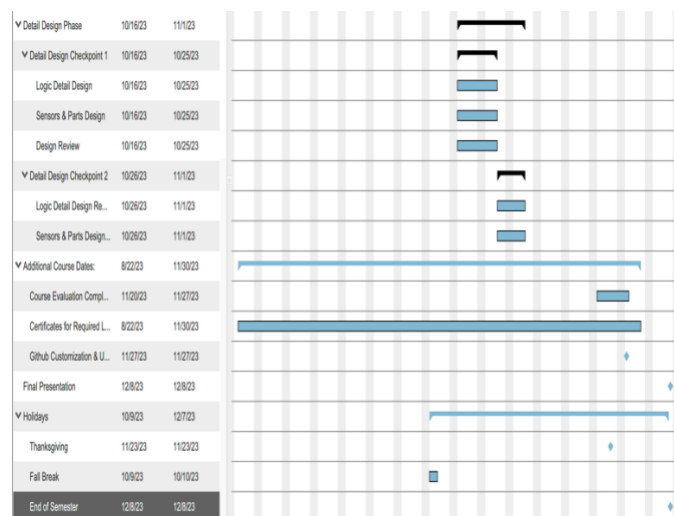 Detail Design Phase 10/16/23 11/1/23
Detail Design Checkpoint 1 10/16/23 10/25/23
Logic Detail Design 10/16/23 10/25/23
Sensors & Parts Design 10/16/23 10/25/23
Design Review 10/16/23 10/25/23
Detail Design Checkpoint 2 10/26/23 11/1/23
Logic Detail Design Re... 10/26/23 11/1/23
Sensors & Parts Design... 10/26/23 11/1/23
Additional Course Dates: 8/22/23 11/30/23
Course Evaluation Compl... 11/20/23 11/27/23
Certificates for Required L... 8/22/23 11/30/23
Github Customization & U... 11/27/23 11/27/23
Final Presentation 12/8/23 12/8/23
Holidays 10/9/23 12/7/23
Thanksgiving 11/23/23 11/23/23
Fall Break 10/9/23 10/10/23
End of Semester 12/8/23 12/8/23